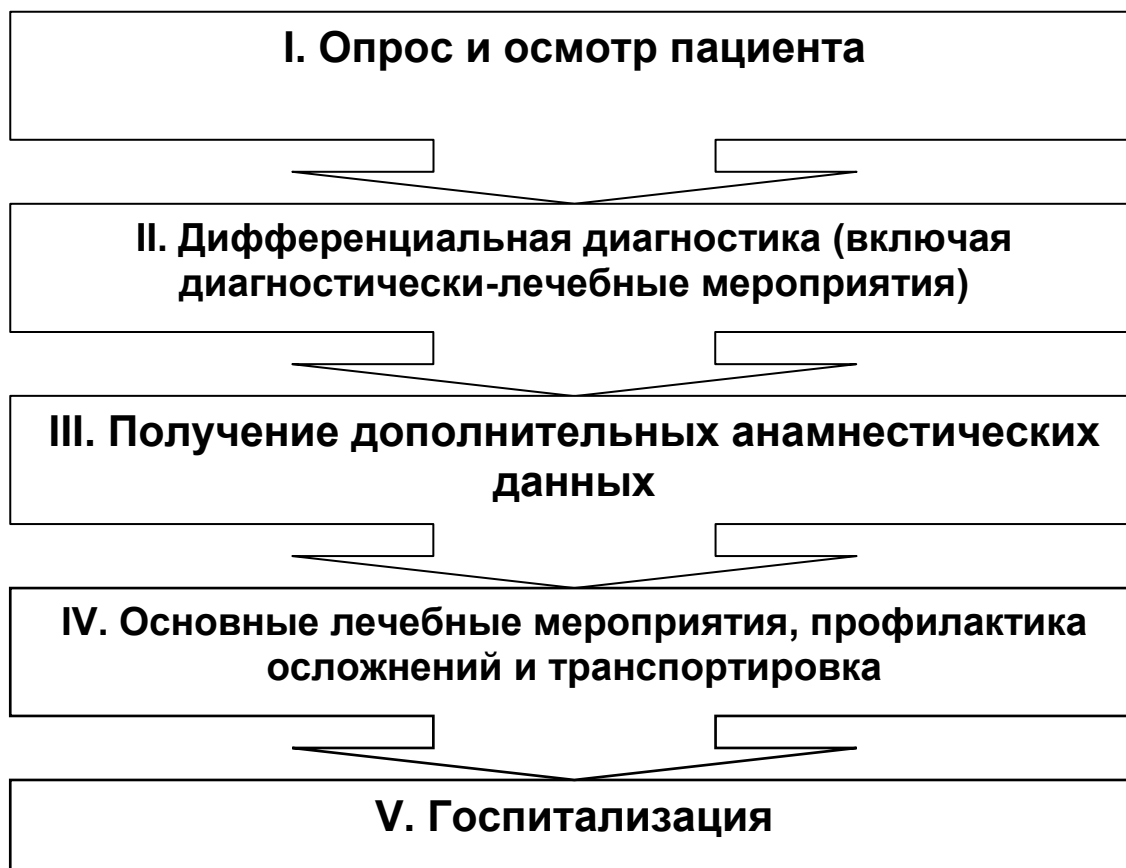 I. Опрос и осмотр пациента
II. Дифференциальная диагностика (включая
диагностически-лечебные мероприятия)
III. Получение дополнительных анамнестических
данных
IV. Основные лечебные мероприятия, профилактика
осложнений и транспортировка
V. Госпитализация